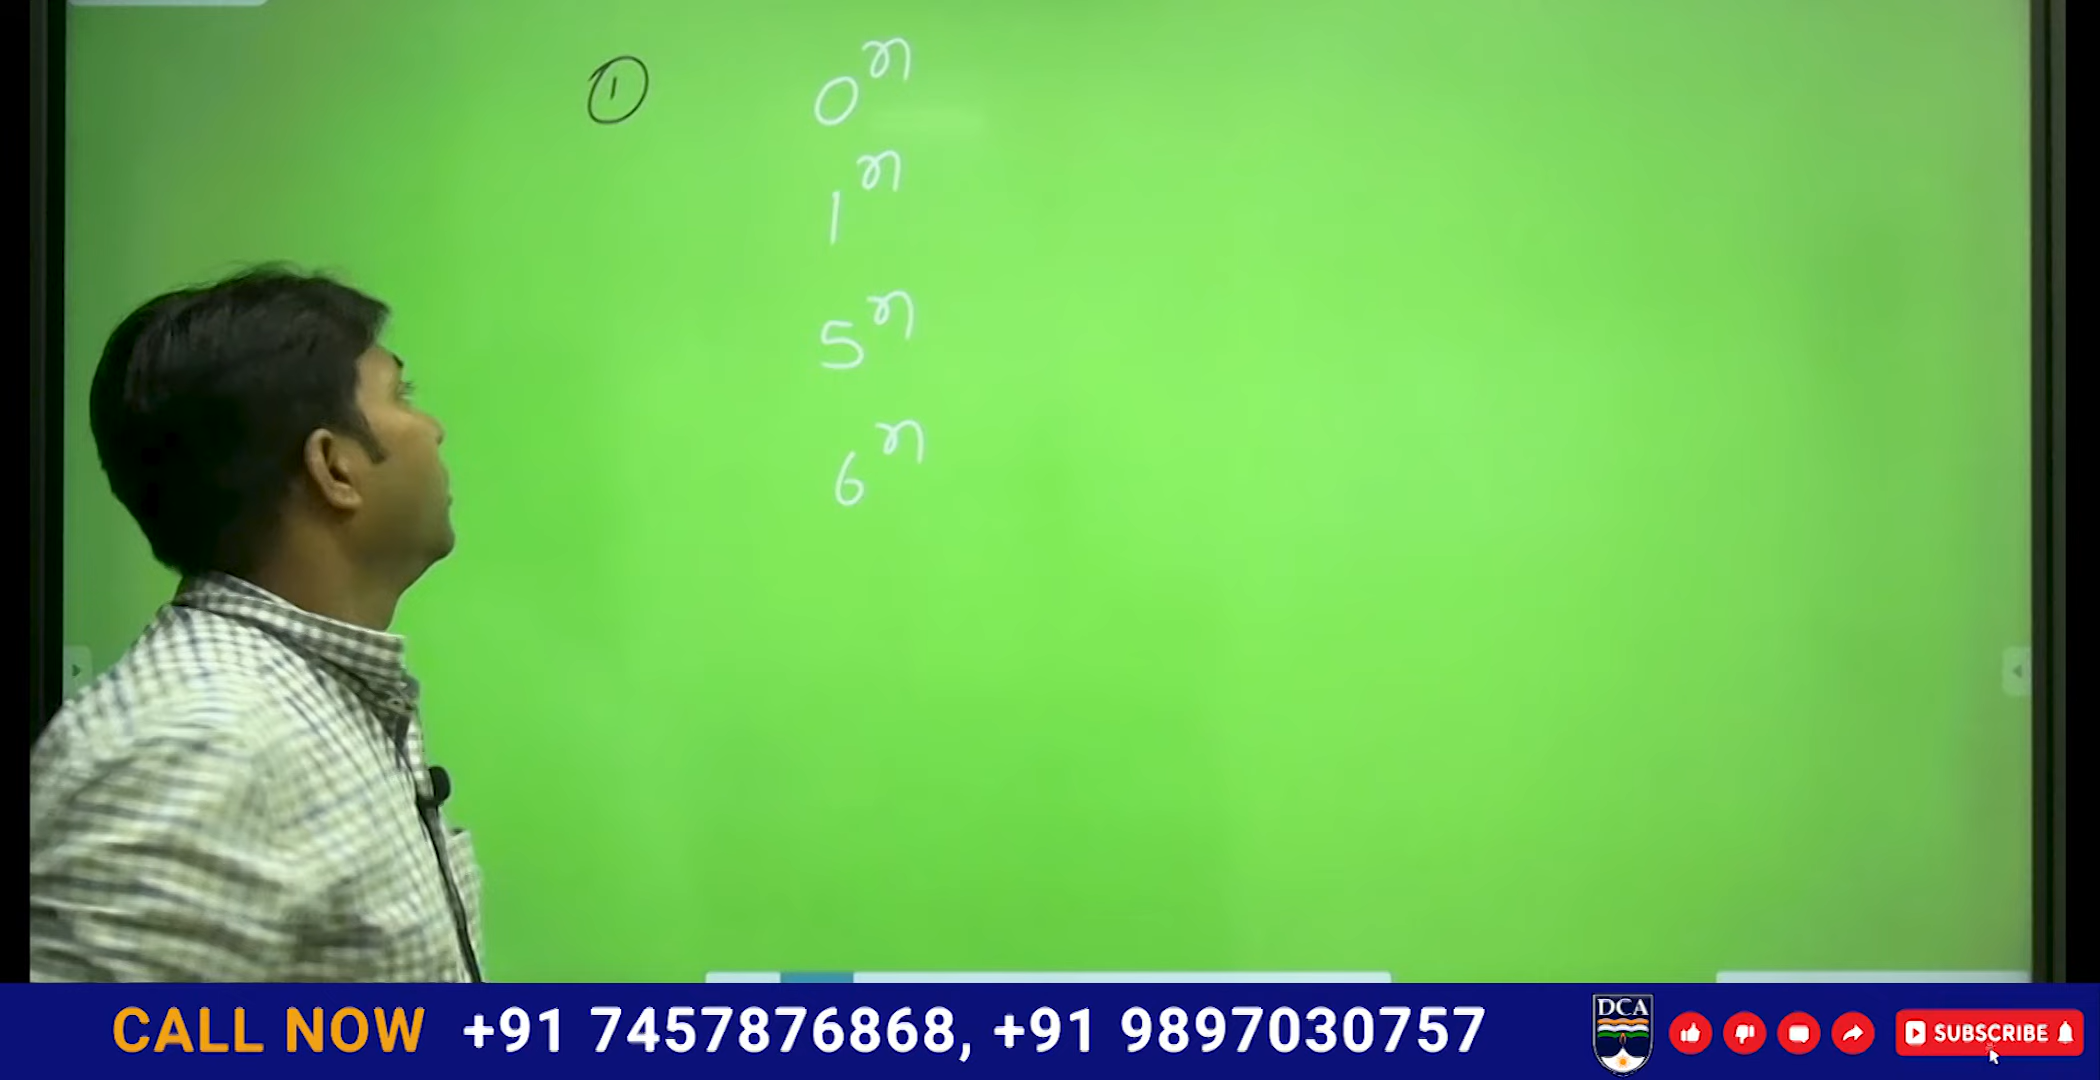 ① 0ⁿ
1ⁿ
5ⁿ
6ⁿ
CALL NOW +91 7457876868, +91 9897030757
DCA
SUBSCRIBE